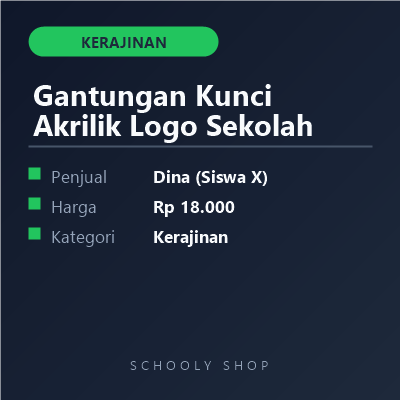 KERAJINAN
Gantungan Kunci
Akrilik Logo Sekolah
Penjual Dina (Siswa X)
Harga Rp 18.000
Kategori Kerajinan
SCHOOLY SHOP